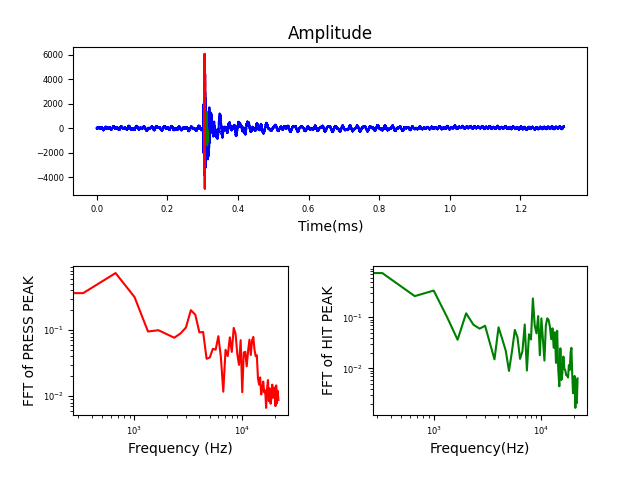 Amplitude
6000
4000
2000
0
−2000
−4000
0.0 0.2 0.4 0.6 0.8 1.0 1.2
Time(ms)
FFT of PRESS PEAK
10⁻¹
10⁻²
10³ 10⁴
Frequency (Hz)
FFT of HIT PEAK
10⁻¹
10⁻²
10³ 10⁴
Frequency(Hz)